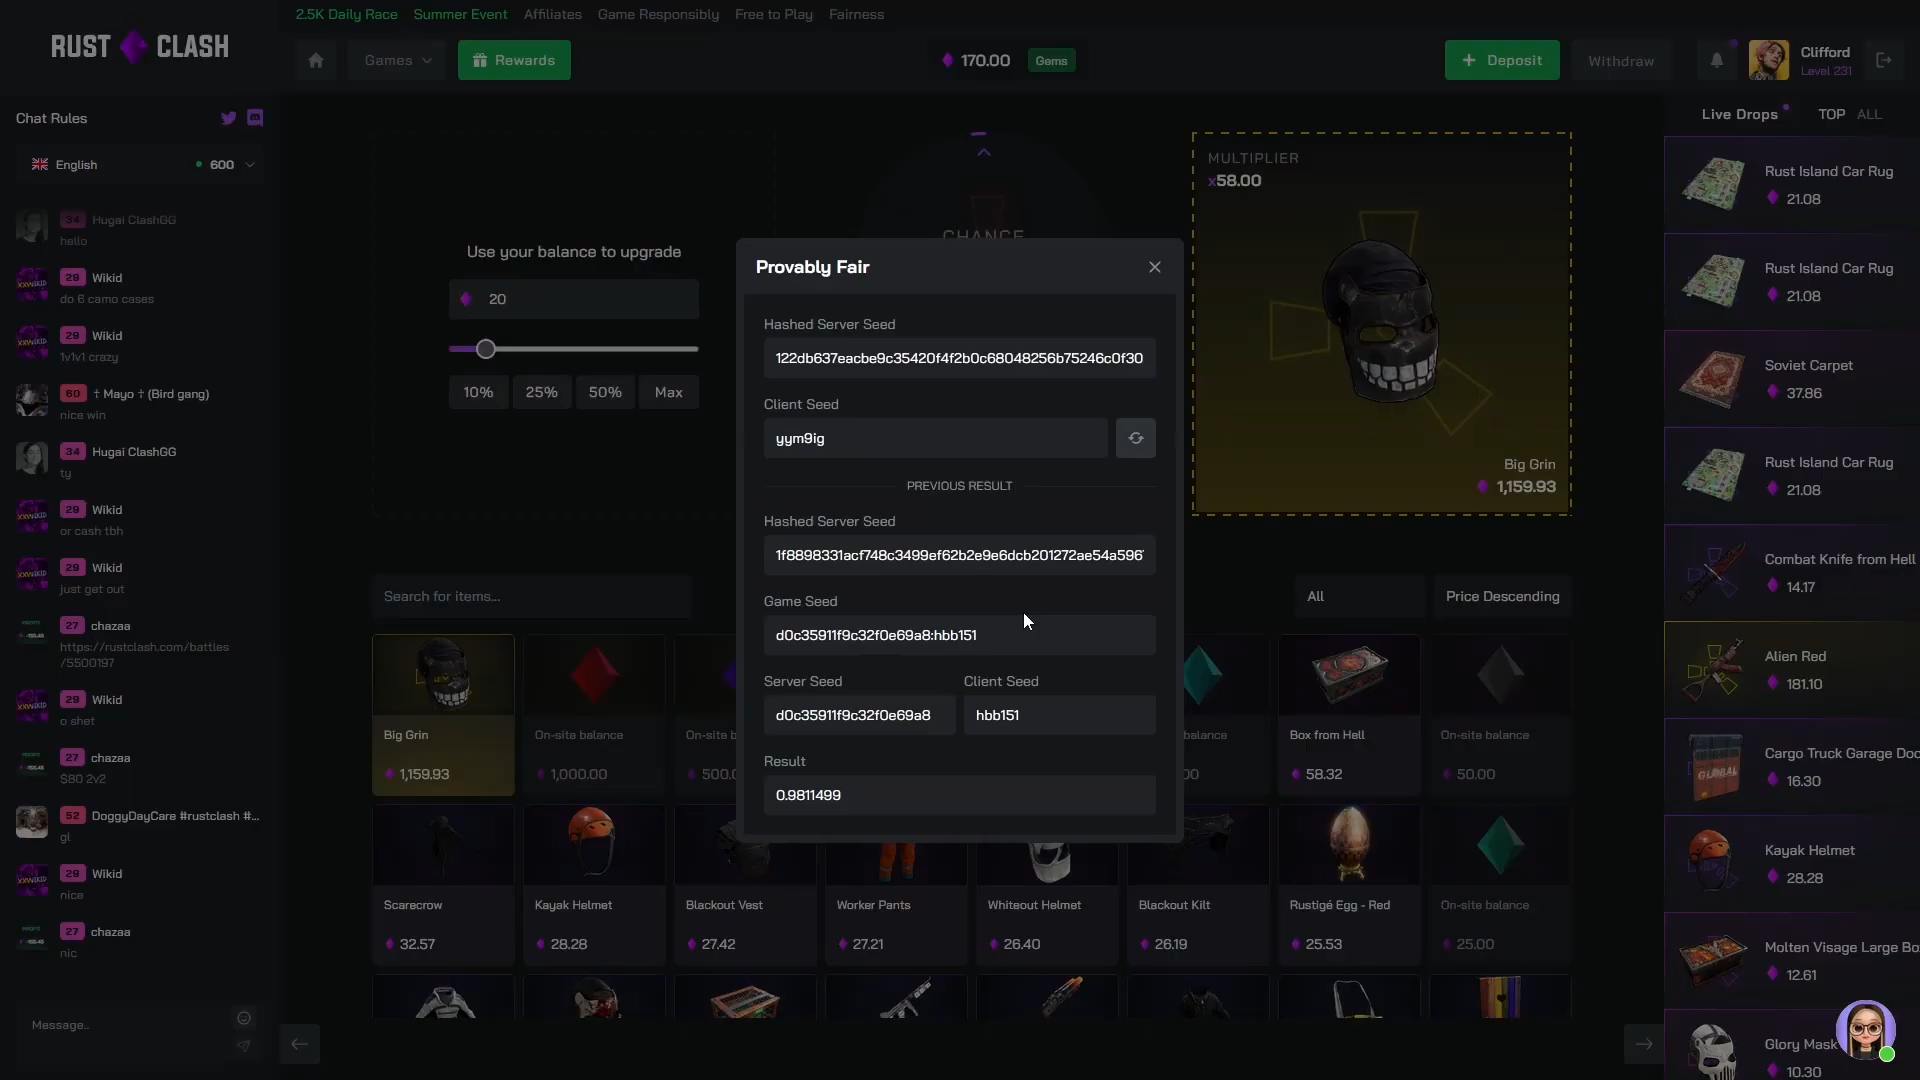 2.5K Daily Race
Summer Event
Affiliates
Game Responsibly
Free to Play
Fairness
RUST CLASH
Games
Rewards
170.00
Gems
Deposit
Withdraw
Clifford
Level 231
Chat Rules
English
600
34 Hugai ClashGG
hello
29 Wikid
do 6 camo cases
29 Wikid
1v1v1 crazy
60 † Mayo † (Bird gang)
nice win
34 Hugai ClashGG
ty
29 Wikid
or cash tbh
29 Wikid
just get out
27 chazaa
https://rustclash.com/battles
/5500197
29 Wikid
o shet
27 chazaa
$80 2v2
52 DoggyDayCare #rustclash #...
gl
29 Wikid
nice
27 chazaa
nic
Message..
Use your balance to upgrade
20
10%
25%
50%
Max
CHANCE
MULTIPLIER
x58.00
Big Grin
1,159.93
Provably Fair
Hashed Server Seed
122db637eacbe9c35420f4f2b0c68048256b75246c0f30
Client Seed
yym9ig
PREVIOUS RESULT
Hashed Server Seed
1f8898331acf748c3499ef62b2e9e6dcb201272ae54a596
Game Seed
d0c35911f9c32f0e69a8:hbb151
Server Seed
Client Seed
d0c35911f9c32f0e69a8
hbb151
Result
0.9811499
Search for items...
All
Price Descending
Big Grin
1,159.93
On-site balance
1,000.00
On-site b
500.
balance
00
Box from Hell
58.32
On-site balance
50.00
Scarecrow
32.57
Kayak Helmet
28.28
Blackout Vest
27.42
Worker Pants
27.21
Whiteout Helmet
26.40
Blackout Kilt
26.19
Rustigé Egg - Red
25.53
On-site balance
25.00
Live Drops
TOP
ALL
Rust Island Car Rug
21.08
Rust Island Car Rug
21.08
Soviet Carpet
37.86
Rust Island Car Rug
21.08
Combat Knife from Hell
14.17
Alien Red
181.10
Cargo Truck Garage Doo
16.30
GLOBAL
Kayak Helmet
28.28
Molten Visage Large Bo
12.61
Glory Mask
10.30